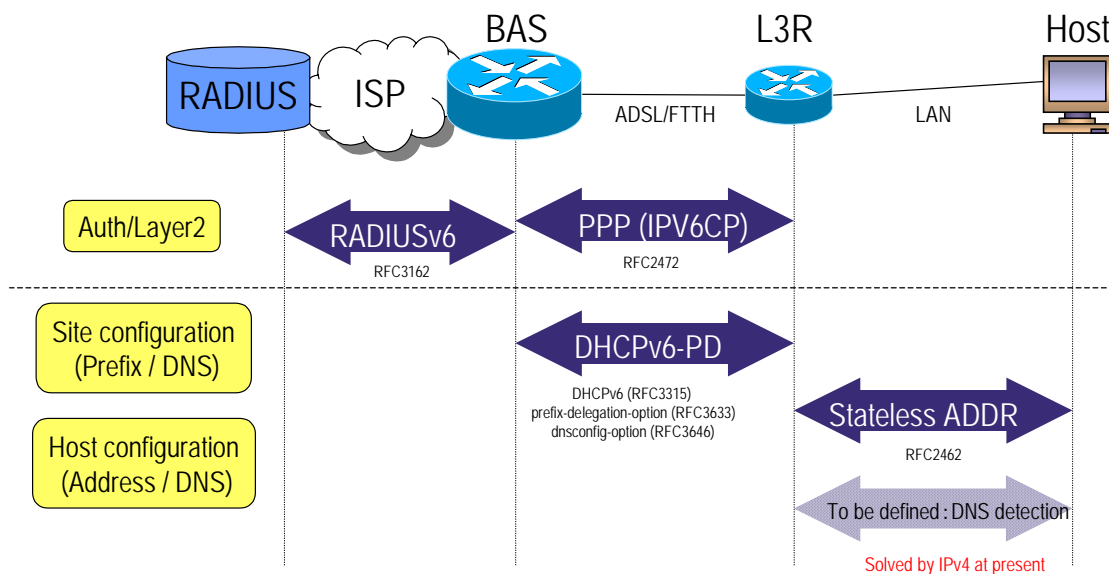 BAS
L3R
Host
RADIUS
ISP
ADSL/FTTH
LAN
Auth/Layer2
RADIUSv6
PPP (IPV6CP)
RFC3162
RFC2472
Site configuration
(Prefix / DNS)
DHCPv6-PD
DHCPv6 (RFC3315)
prefix-delegation-option (RFC3633)
dnsconfig-option (RFC3646)
Stateless ADDR
RFC2462
Host configuration
(Address / DNS)
To be defined : DNS detection
Solved by IPv4 at present